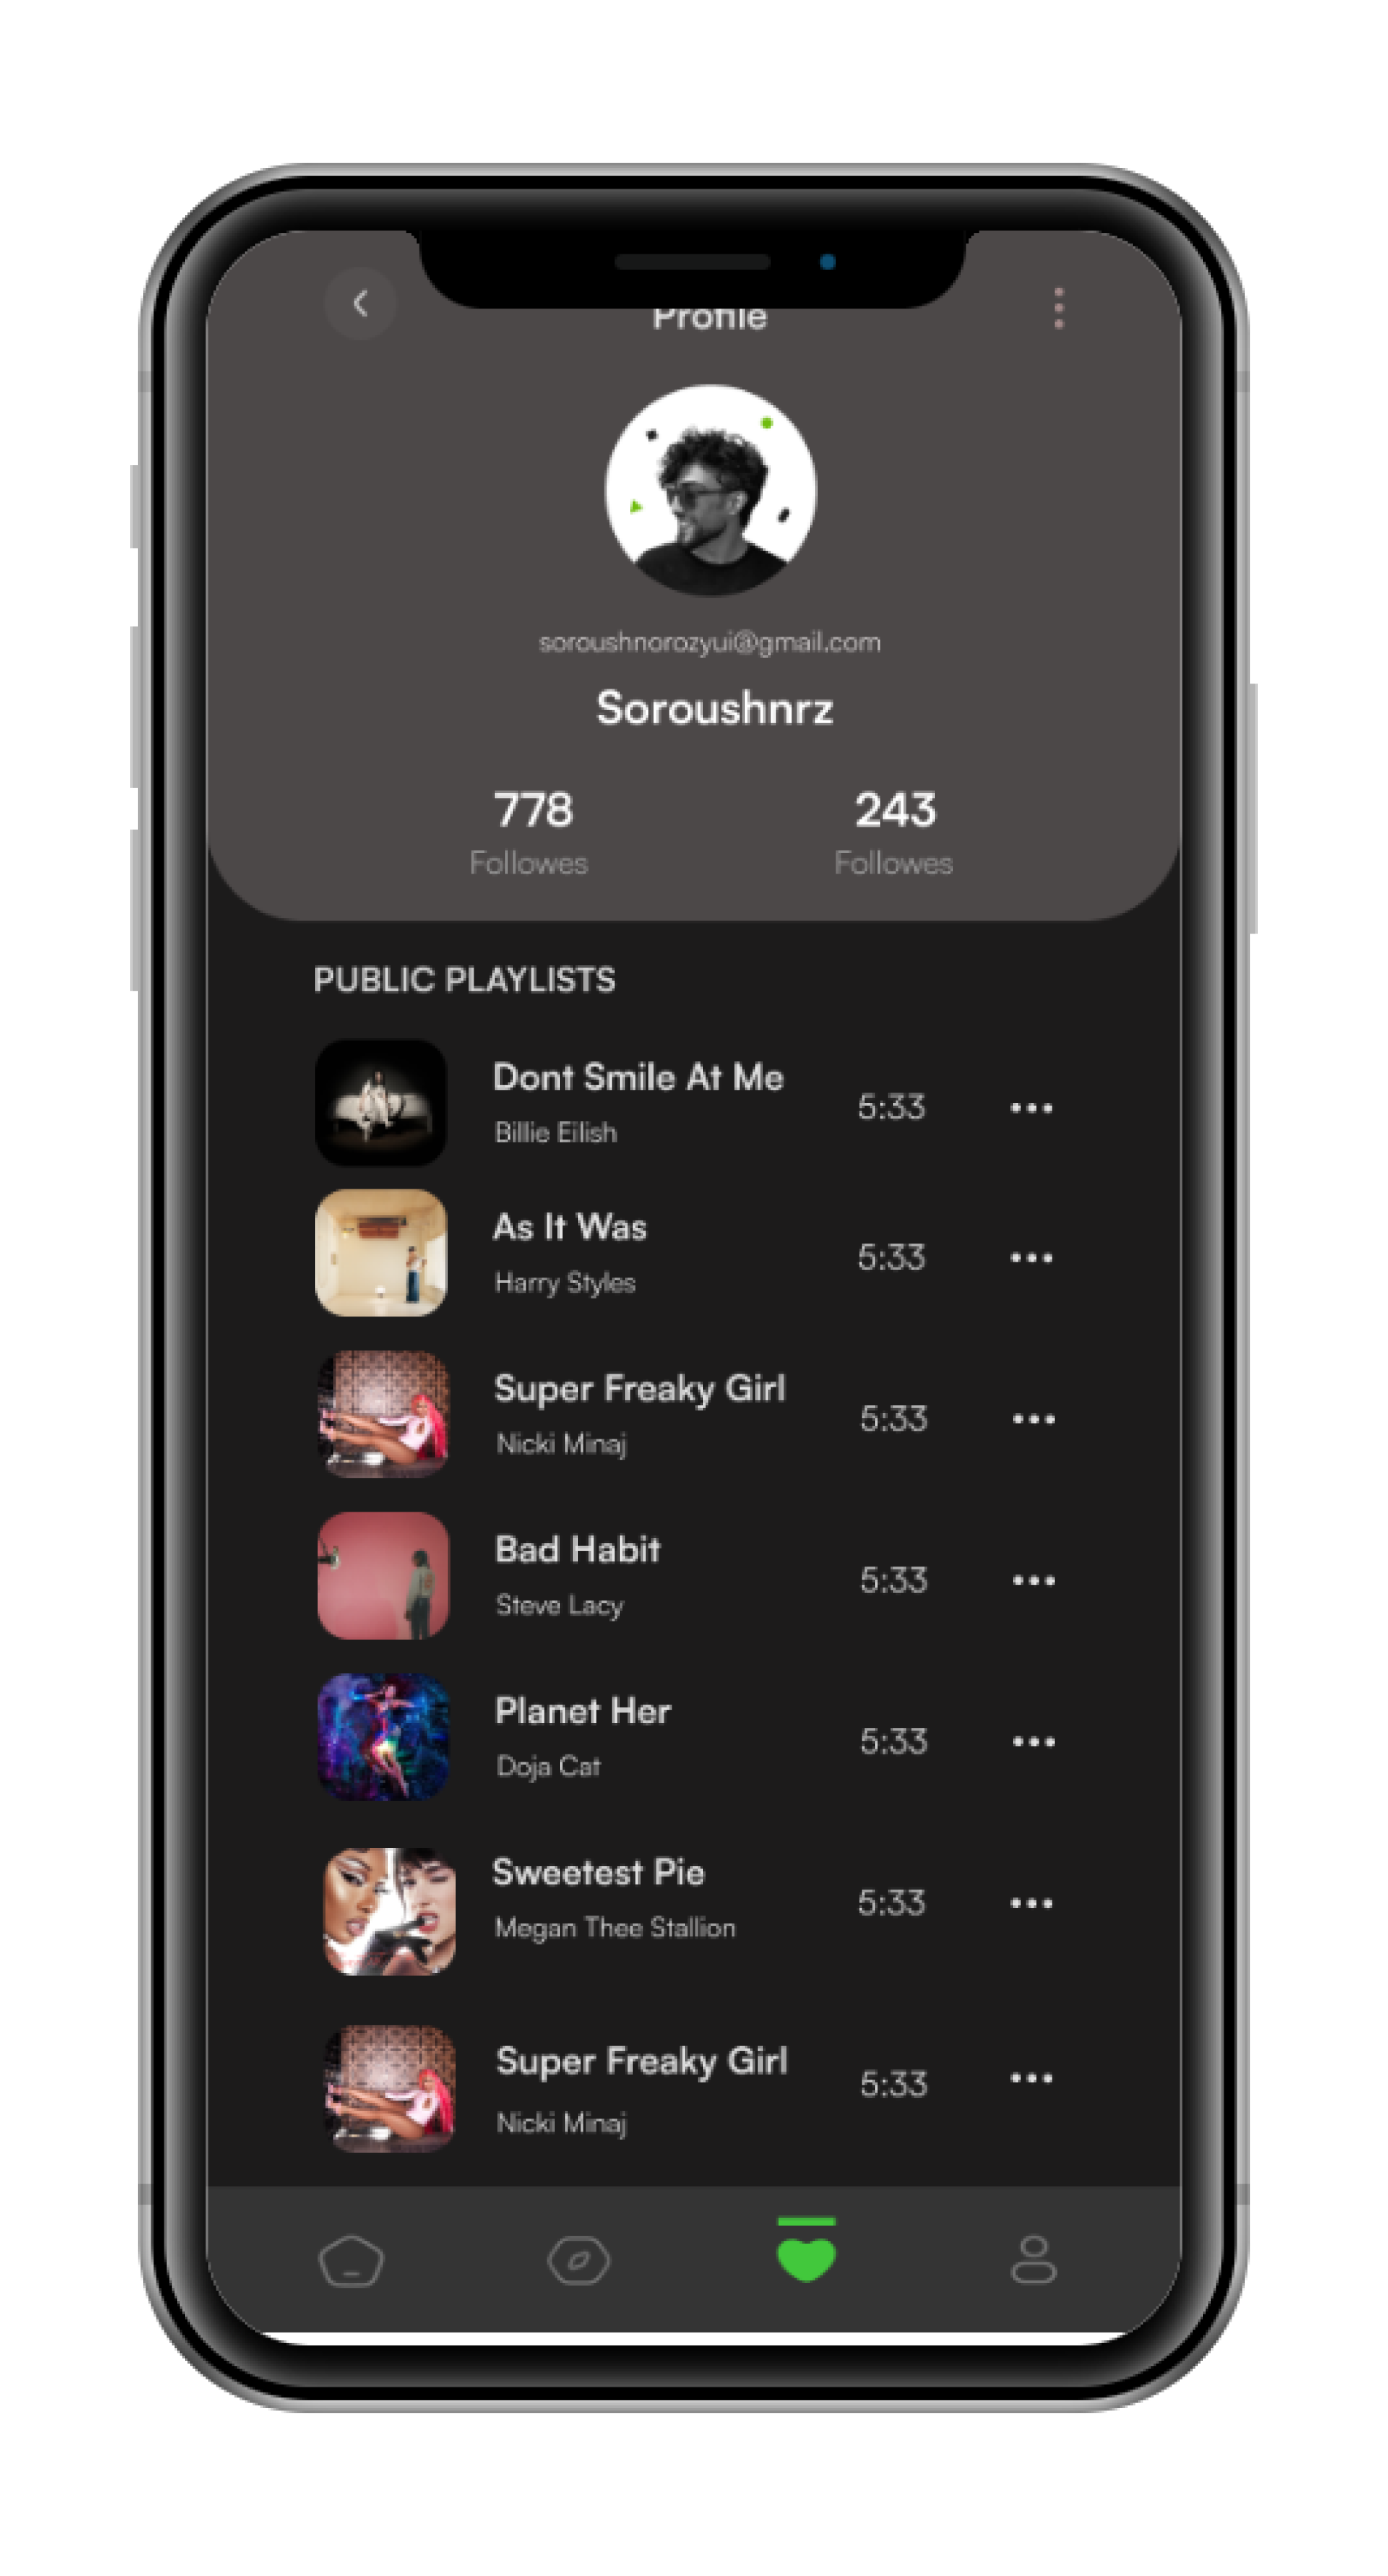 Profile
soroushnorozyui@gmail.com
Soroushnrz
778 243
Followes Followes
PUBLIC PLAYLISTS
Dont Smile At Me
Billie Eilish
5:33
As It Was
Harry Styles
5:33
Super Freaky Girl
Nicki Minaj
5:33
Bad Habit
Steve Lacy
5:33
Planet Her
Doja Cat
5:33
Sweetest Pie
Megan Thee Stallion
5:33
Super Freaky Girl
Nicki Minaj
5:33